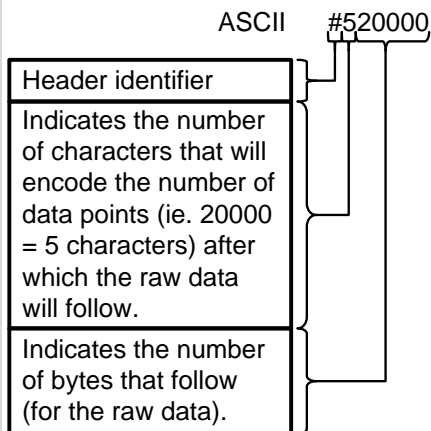 ASCII #520000
Header identifier
Indicates the number
of characters that will
encode the number of
data points (ie. 20000
= 5 characters) after
which the raw data
will follow.
Indicates the number
of bytes that follow
(for the raw data).